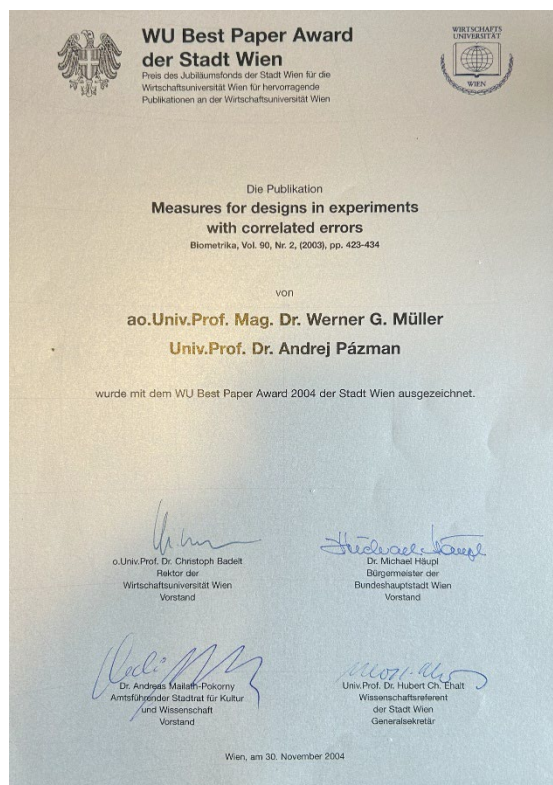 WU Best Paper Award
der Stadt Wien
Preis des Jubiläumsfonds der Stadt Wien für die
Wirtschaftsuniversität Wien für hervorragende
Publikationen an der Wirtschaftsuniversität Wien
WIRTSCHAFTS
UNIVERSITÄT
WIEN
Die Publikation
Measures for designs in experiments
with correlated errors
Biometrika, Vol. 90, Nr. 2, (2003), pp. 423-434
von
ao.Univ.Prof. Mag. Dr. Werner G. Müller
Univ.Prof. Dr. Andrej Pázman
wurde mit dem WU Best Paper Award 2004 der Stadt Wien ausgezeichnet.
o.Univ.Prof. Dr. Christoph Badelt
Rektor der
Wirtschaftsuniversität Wien
Vorstand
Michael Häupl
Dr. Michael Häupl
Bürgermeister der
Bundeshauptstadt Wien
Vorstand
Dr. Andreas Mailath-Pokorny
Amtsführender Stadtrat für Kultur
und Wissenschaft
Vorstand
Univ.Prof. Dr. Hubert Ch. Ehalt
Wissenschaftsreferent
der Stadt Wien
Generalsekretär
Wien, am 30. November 2004